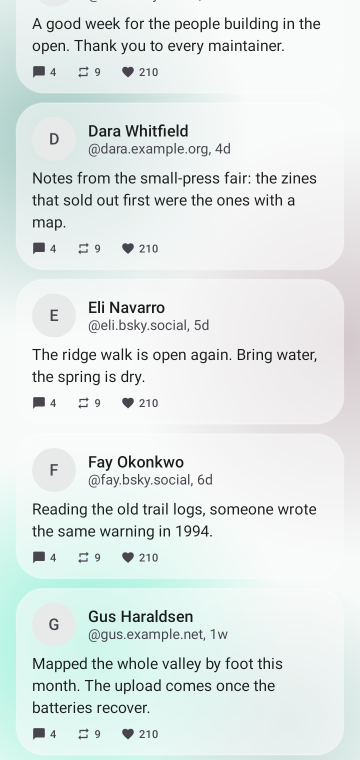 A good week for the people building in the
open. Thank you to every maintainer.
4 9 210
D
Dara Whitfield
@dara.example.org, 4d
Notes from the small-press fair: the zines
that sold out first were the ones with a
map.
4 9 210
E
Eli Navarro
@eli.bsky.social, 5d
The ridge walk is open again. Bring water,
the spring is dry.
4 9 210
F
Fay Okonkwo
@fay.bsky.social, 6d
Reading the old trail logs, someone wrote
the same warning in 1994.
4 9 210
G
Gus Haraldsen
@gus.example.net, 1w
Mapped the whole valley by foot this
month. The upload comes once the
batteries recover.
4 9 210